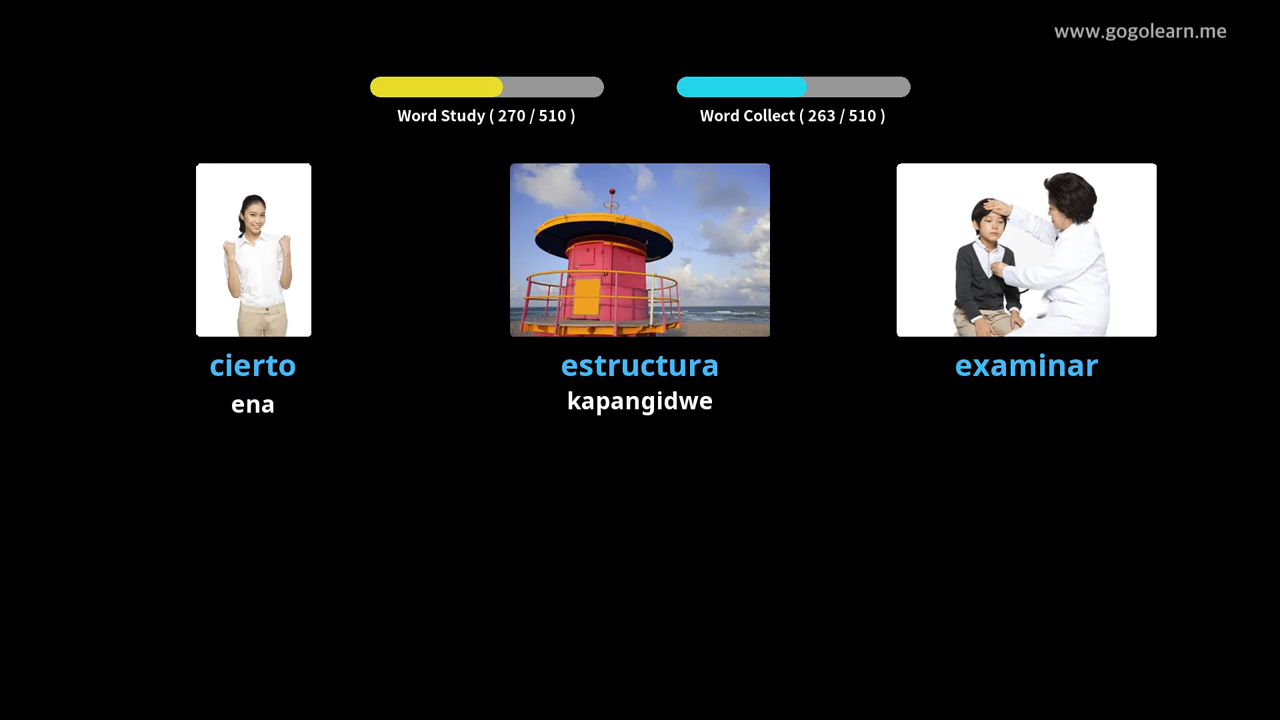 www.gogolearn.me
Word Study ( 270 / 510 )
Word Collect ( 263 / 510 )
cierto
ena
estructura
kapangidwe
examinar